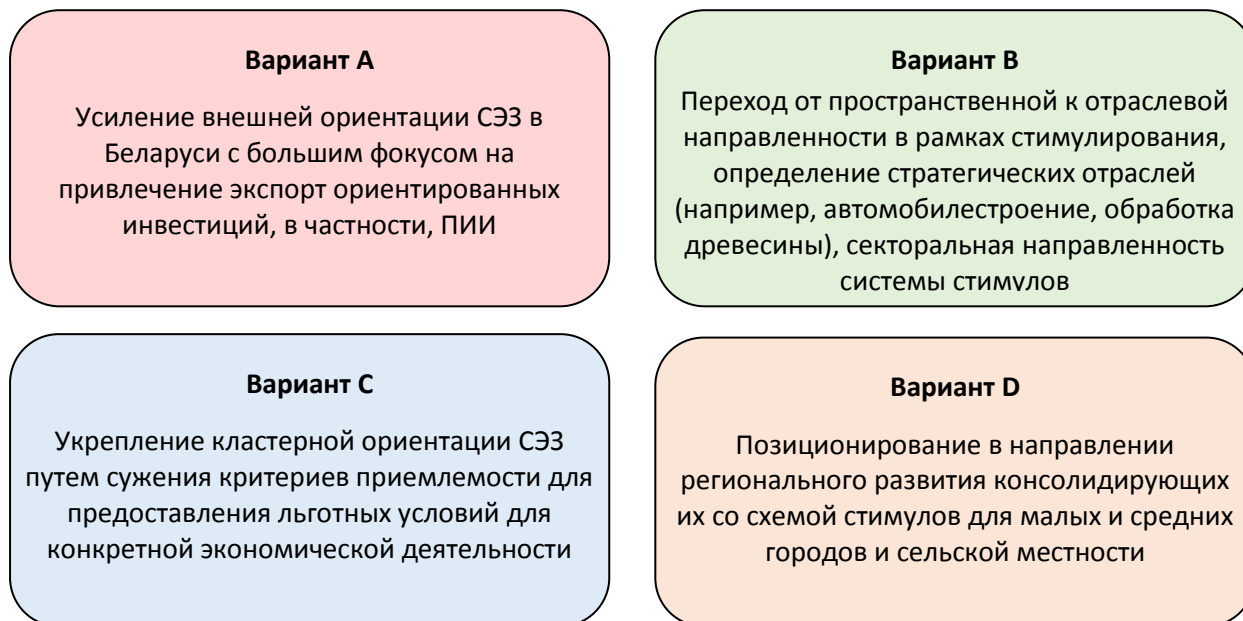 Вариант А
Усиление внешней ориентации СЭЗ в
Беларуси с большим фокусом на
привлечение экспорт ориентированных
инвестиций, в частности, ПИИ
Вариант В
Переход от пространственной к отраслевой
направленности в рамках стимулирования,
определение стратегических отраслей
(например, автомобилестроение, обработка
древесины), секторальная направленность
системы стимулов
Вариант С
Укрепление кластерной ориентации СЭЗ
путем сужения критериев приемлемости для
предоставления льготных условий для
конкретной экономической деятельности
Вариант D
Позиционирование в направлении
регионального развития консолидирующих
их со схемой стимулов для малых и средних
городов и сельской местности